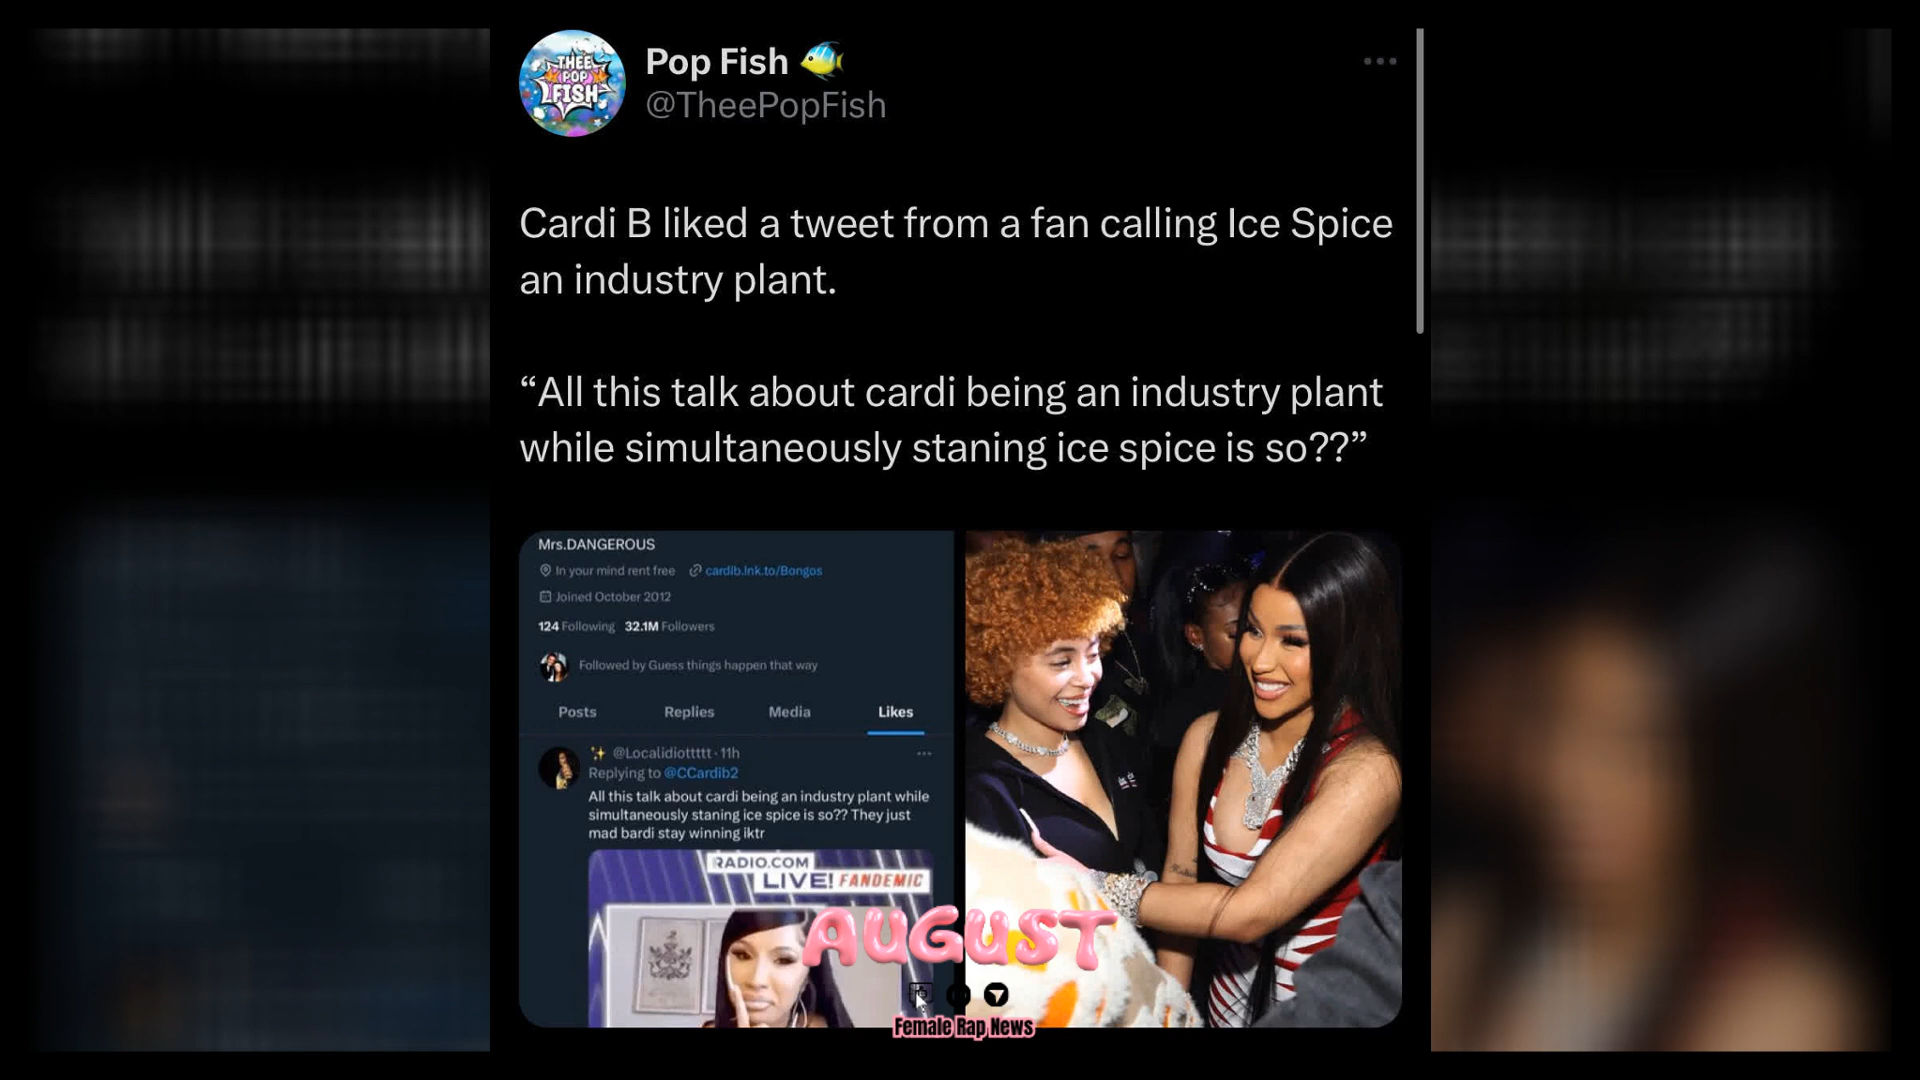 THEE
POP
FISH
Pop Fish
@TheePopFish
Cardi B liked a tweet from a fan calling Ice Spice
an industry plant.
“All this talk about cardi being an industry plant
while simultaneously staning ice spice is so??”
Mrs.DANGEROUS
In your mind rent free cardib.lnk.to/Bongos
Joined October 2012
124 Following 32.1M Followers
Followed by Guess things happen that way
Posts Replies Media Likes
@Localidiottttt · 11h
Replying to @CCardib2
All this talk about cardi being an industry plant while
simultaneously staning ice spice is so?? They just
mad bardi stay winning iktr
RADIO.COM
LIVE! FANDEMIC
AUGUST
Female Rap News